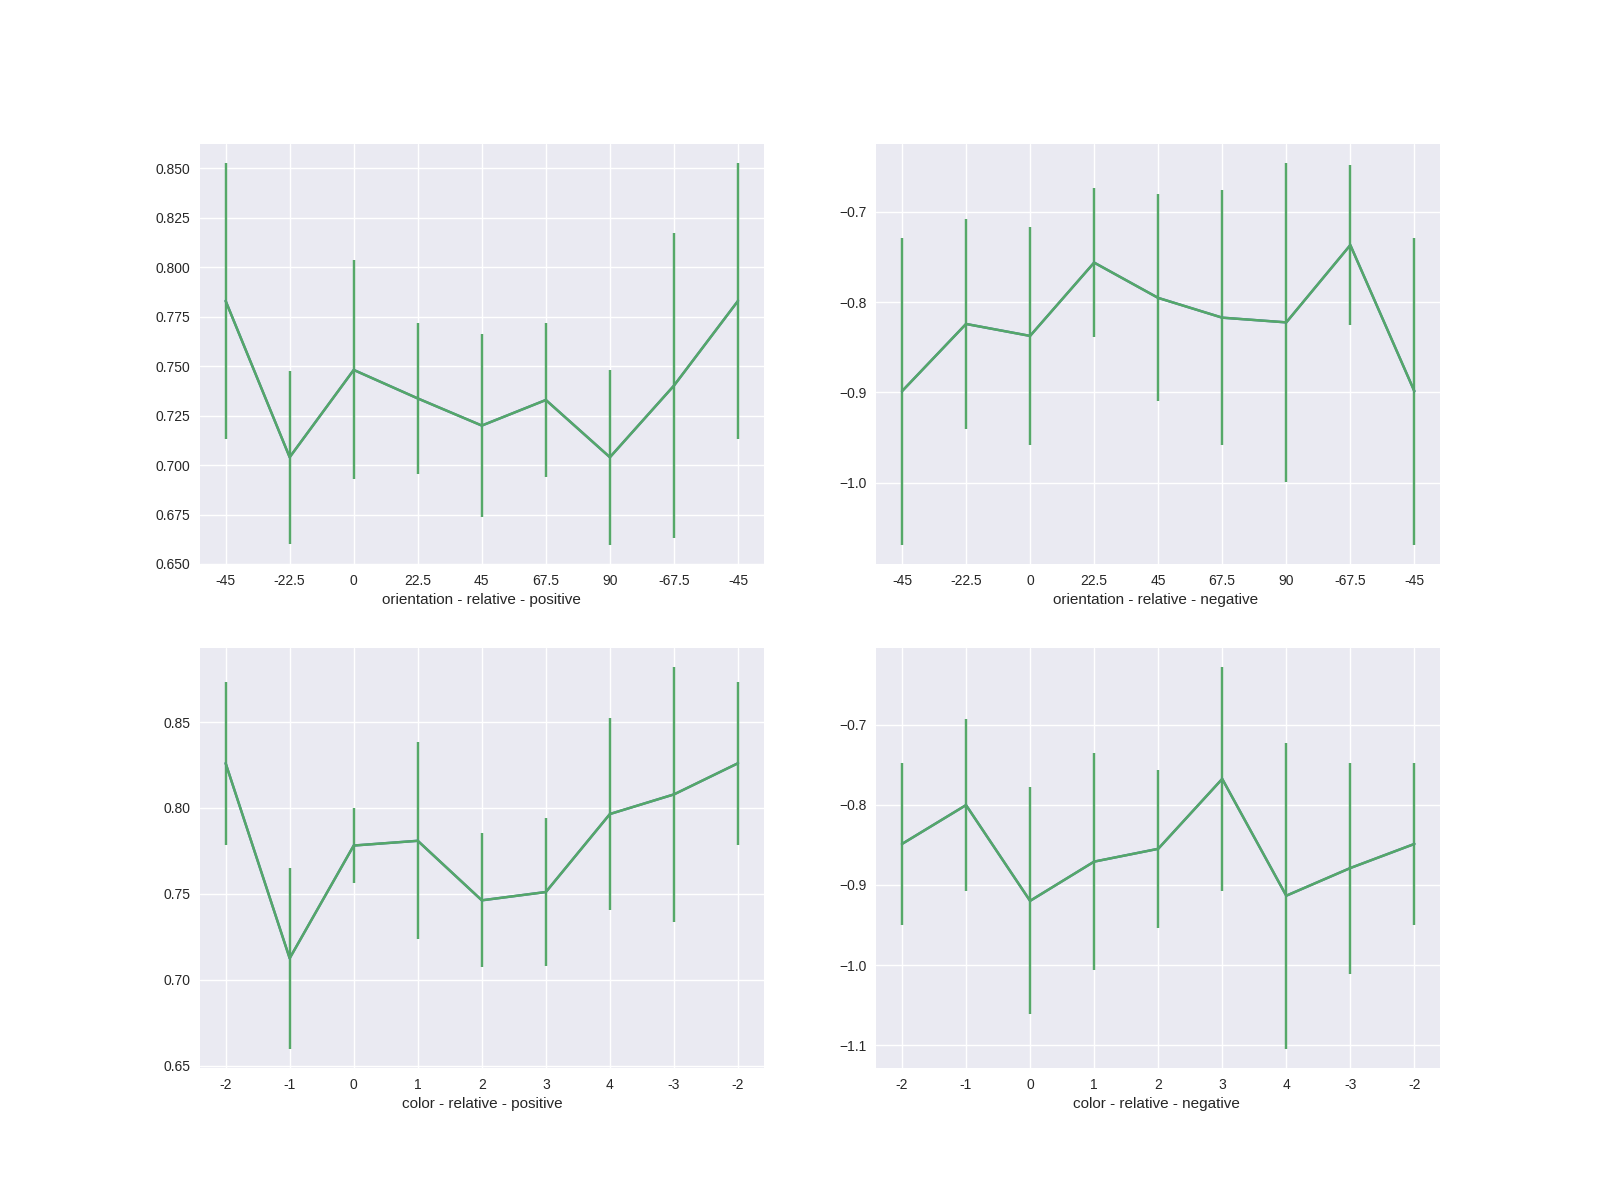 0.850
0.825
0.800
0.775
0.750
0.725
0.700
0.675
0.650
-45 -22.5 0 22.5 45 67.5 90 -67.5 -45
orientation - relative - positive
−0.7
−0.8
−0.9
−1.0
-45 -22.5 0 22.5 45 67.5 90 -67.5 -45
orientation - relative - negative
0.85
0.80
0.75
0.70
0.65
-2 -1 0 1 2 3 4 -3 -2
color - relative - positive
−0.7
−0.8
−0.9
−1.0
−1.1
-2 -1 0 1 2 3 4 -3 -2
color - relative - negative